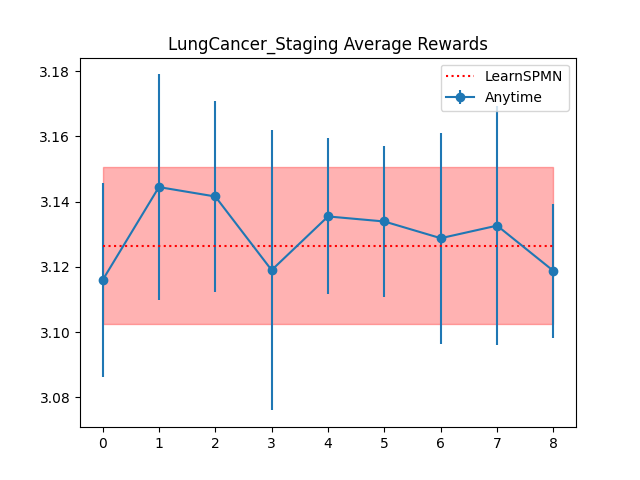 LungCancer_Staging Average Rewards
LearnSPMN
Anytime
3.18
3.16
3.14
3.12
3.10
3.08
0 1 2 3 4 5 6 7 8